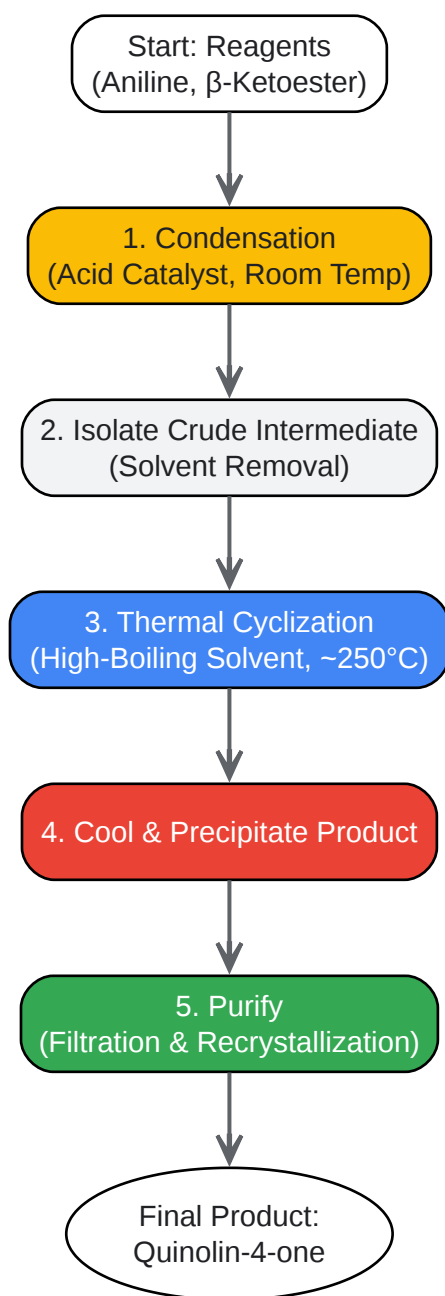 Start: Reagents
(Aniline, β-Ketoester)
1. Condensation
(Acid Catalyst, Room Temp)
2. Isolate Crude Intermediate
(Solvent Removal)
3. Thermal Cyclization
(High-Boiling Solvent, ~250°C)
4. Cool & Precipitate Product
5. Purify
(Filtration & Recrystallization)
Final Product:
Quinolin-4-one